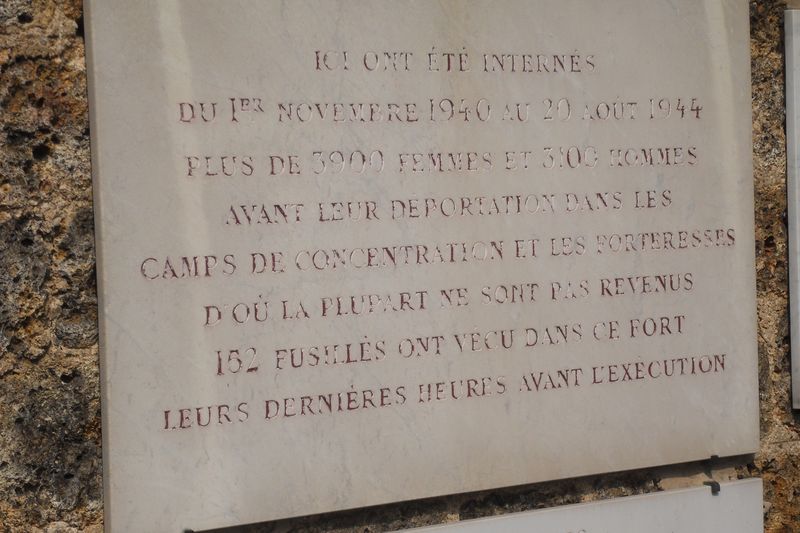 ICI ONT ÉTÉ INTERNÉS
DU 1ER NOVEMBRE 1940 AU 20 AOÛT 1944
PLUS DE 3900 FEMMES ET 3100 HOMMES
AVANT LEUR DÉPORTATION DANS LES
CAMPS DE CONCENTRATION ET LES FORTERESSES
D'OÙ LA PLUPART NE SONT PAS REVENUS
152 FUSILLÉS ONT VÉCU DANS CE FORT
LEURS DERNIÈRES HEURES AVANT L'EXÉCUTION